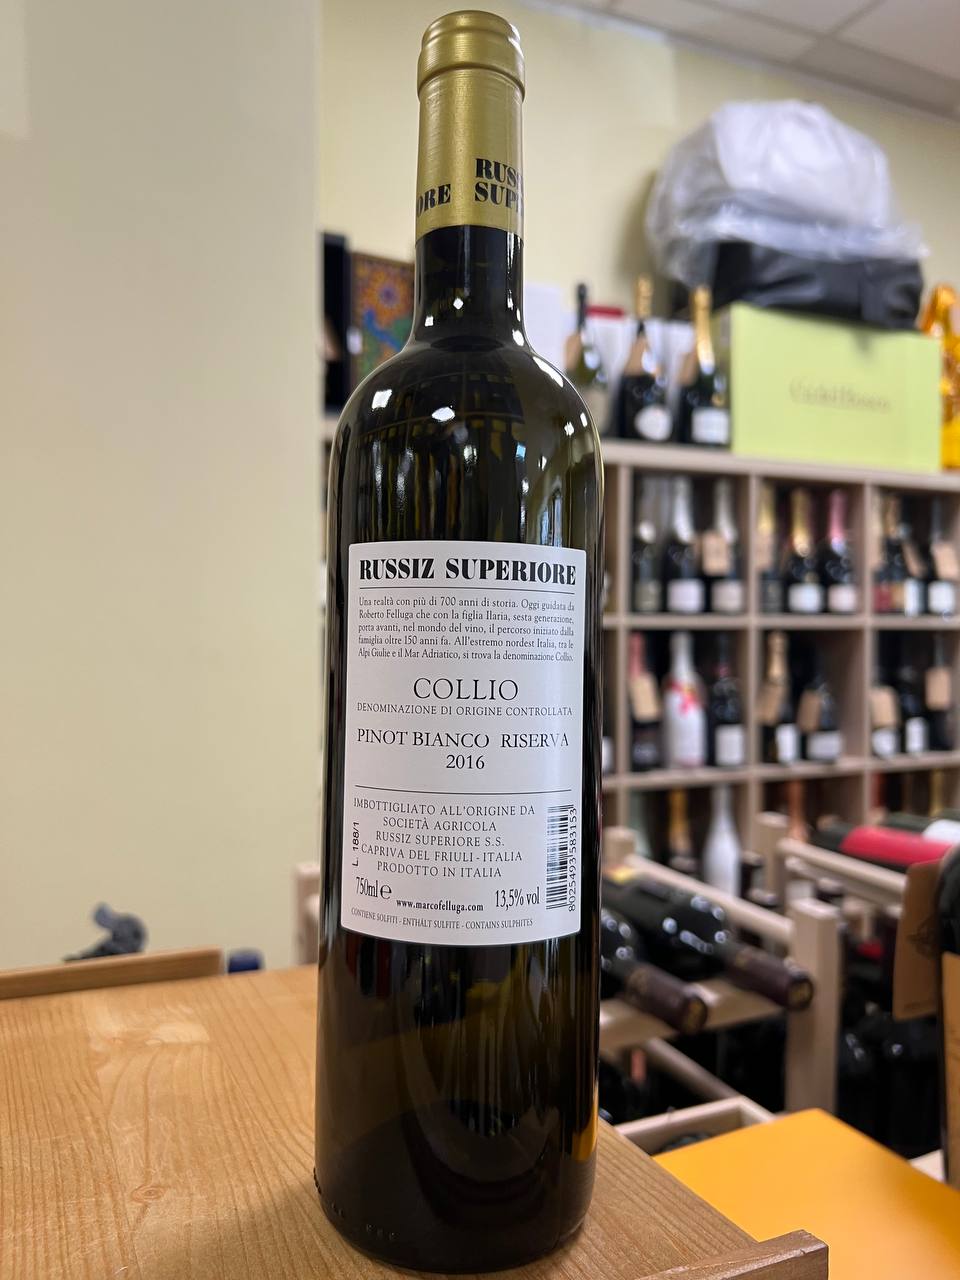 RUSSIZ SUPERIORE
Una realtà con più di 700 anni di storia. Oggi guidata da
Roberto Felluga che con la figlia Ilaria, sesta generazione,
porta avanti, nel mondo del vino, il percorso iniziato dalla
famiglia oltre 150 anni fa. All'estremo nordest Italia, tra le
Alpi Giulie e il Mar Adriatico, si trova la denominazione Collio.
COLLIO
DENOMINAZIONE DI ORIGINE CONTROLLATA
PINOT BIANCO RISERVA
2016
IMBOTTIGLIATO ALL'ORIGINE DA
SOCIETÀ AGRICOLA
RUSSIZ SUPERIORE S.S.
CAPRIVA DEL FRIULI - ITALIA
PRODOTTO IN ITALIA
L. 188/1
750ml e
www.marcofelluga.com
13,5% vol
8025493583153
CONTIENE SOLFITI - ENTHÄLT SULFITE - CONTAINS SULPHITES